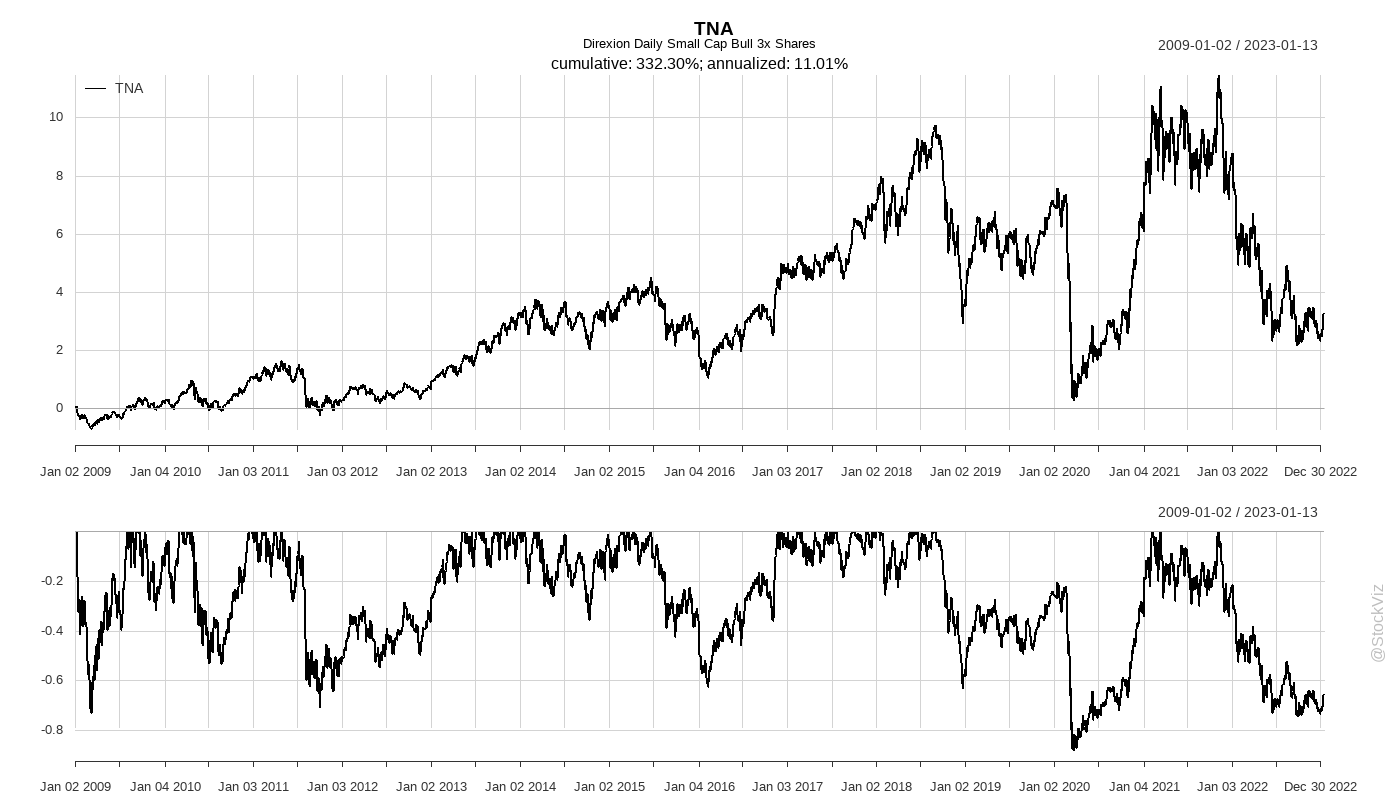 TNA
Direxion Daily Small Cap Bull 3x Shares
2009-01-02 / 2023-01-13
cumulative: 332.30%; annualized: 11.01%
TNA
10
8
6
4
2
0
Jan 02 2009 Jan 04 2010 Jan 03 2011 Jan 03 2012 Jan 02 2013 Jan 02 2014 Jan 02 2015 Jan 04 2016 Jan 03 2017 Jan 02 2018 Jan 02 2019 Jan 02 2020 Jan 04 2021 Jan 03 2022 Dec 30 2022
2009-01-02 / 2023-01-13
-0.2
-0.4
-0.6
-0.8
Jan 02 2009 Jan 04 2010 Jan 03 2011 Jan 03 2012 Jan 02 2013 Jan 02 2014 Jan 02 2015 Jan 04 2016 Jan 03 2017 Jan 02 2018 Jan 02 2019 Jan 02 2020 Jan 04 2021 Jan 03 2022 Dec 30 2022
@StockViz